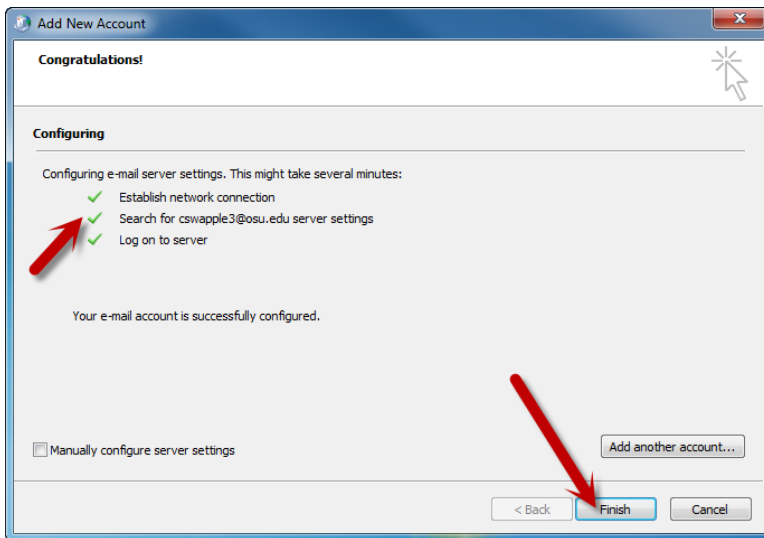 Add New Account
Congratulations!
Configuring
Configuring e-mail server settings. This might take several minutes:
Establish network connection
Search for cswapple3@osu.edu server settings
Log on to server
Your e-mail account is successfully configured.
Manually configure server settings
Add another account...
< Back
Finish
Cancel